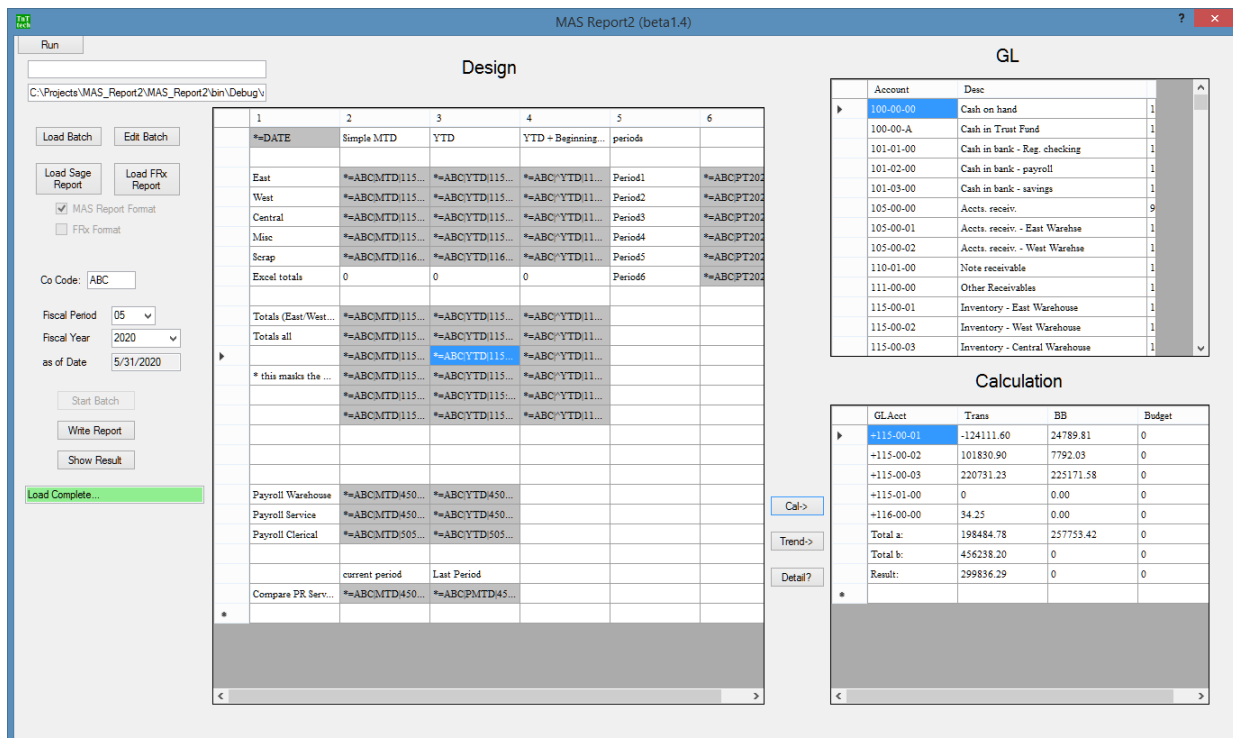 TnT tech
MAS Report2 (beta1.4)
?
Run
Design
GL
C:\Projects\MAS_Report2\MAS_Report2\bin\Debug\
Load Batch Edit Batch
Load Sage Report Load FRx Report
MAS Report Format
FRx Format
Co Code: ABC
Fiscal Period 05
Fiscal Year 2020
as of Date 5/31/2020
Start Batch
Write Report
Show Result
Load Complete...
1 2 3 4 5 6
*=DATE Simple MTD YTD YTD + Beginning... periods
East *=ABC|MTD|115... *=ABC|YTD|115... *=ABC|^YTD|11... Period1 *=ABC|PT202
West *=ABC|MTD|115... *=ABC|YTD|115... *=ABC|^YTD|11... Period2 *=ABC|PT202
Central *=ABC|MTD|115... *=ABC|YTD|115... *=ABC|^YTD|11... Period3 *=ABC|PT202
Misc *=ABC|MTD|115... *=ABC|YTD|115... *=ABC|^YTD|11... Period4 *=ABC|PT202
Scrap *=ABC|MTD|116... *=ABC|YTD|116... *=ABC|^YTD|11... Period5 *=ABC|PT202
Excel totals 0 0 0 Period6 *=ABC|PT202
Totals (East/West... *=ABC|MTD|115... *=ABC|YTD|115... *=ABC|^YTD|11...
Totals all *=ABC|MTD|115... *=ABC|YTD|115... *=ABC|^YTD|11...
*=ABC|MTD|115... *=ABC|YTD|115... *=ABC|^YTD|11...
* this masks the ... *=ABC|MTD|115... *=ABC|YTD|115... *=ABC|^YTD|11...
*=ABC|MTD|115... *=ABC|YTD|115:... *=ABC|^YTD|11...
*=ABC|MTD|115... *=ABC|YTD|115... *=ABC|^YTD|11...
Payroll Warehouse *=ABC|MTD|450... *=ABC|YTD|450...
Payroll Service *=ABC|MTD|450... *=ABC|YTD|450...
Payroll Clerical *=ABC|MTD|505... *=ABC|YTD|505...
current period Last Period
Compare PR Serv... *=ABC|MTD|450... *=ABC|PMTD|45...
*
Cal->
Trend->
Detail?
Account Desc
100-00-00 Cash on hand 1
100-00-A Cash in Trust Fund 1
101-01-00 Cash in bank - Reg. checking 1
101-02-00 Cash in bank - payroll 1
101-03-00 Cash in bank - savings 1
105-00-00 Accts. receiv. 9
105-00-01 Accts. receiv. - East Warehse 1
105-00-02 Accts. receiv. - West Warehse 1
110-01-00 Note receivable 1
111-00-00 Other Receivables 1
115-00-01 Inventory - East Warehouse 1
115-00-02 Inventory - West Warehouse 1
115-00-03 Inventory - Central Warehouse 1
Calculation
GLAcct Trans BB Budget
+115-00-01 -124111.60 24789.81 0
+115-00-02 101830.90 7792.03 0
+115-00-03 220731.23 225171.58 0
+115-01-00 0 0.00 0
+116-00-00 34.25 0.00 0
Total a: 198484.78 257753.42 0
Total b: 456238.20 0 0
Result: 299836.29 0 0
*